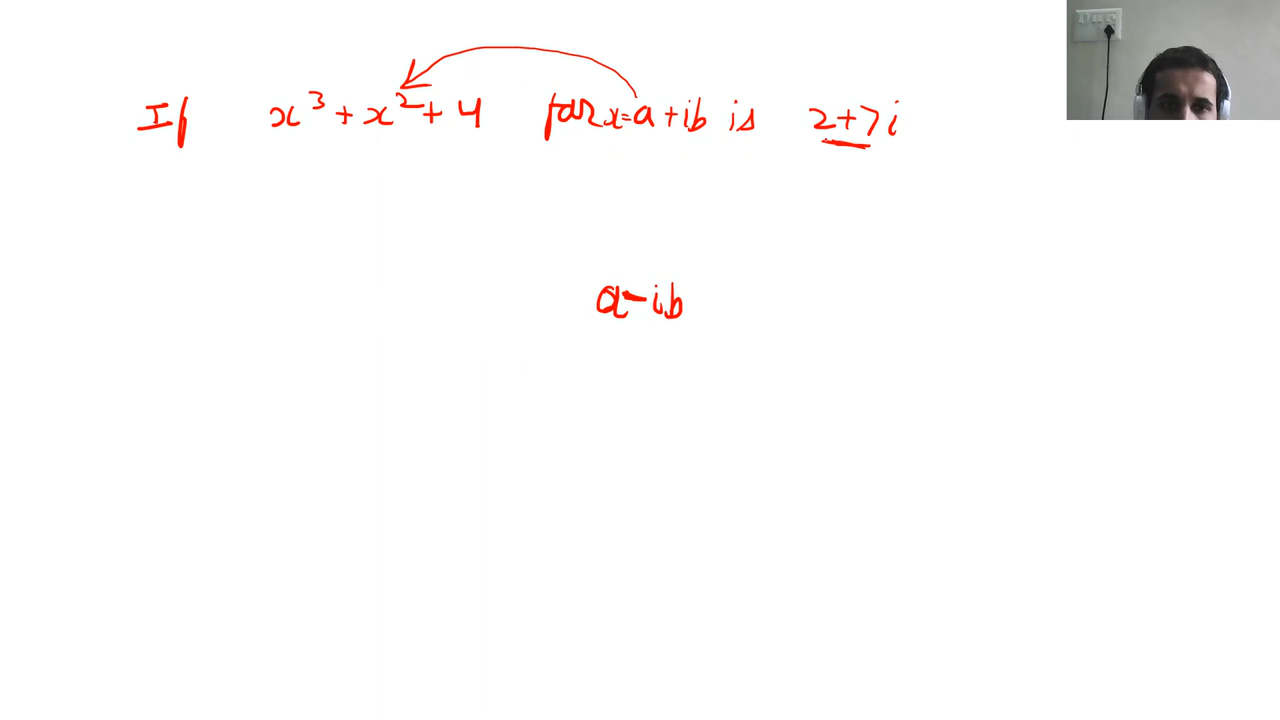 If x³ + x² + 4 for x = a + ib is 2 + 7i
a - ib